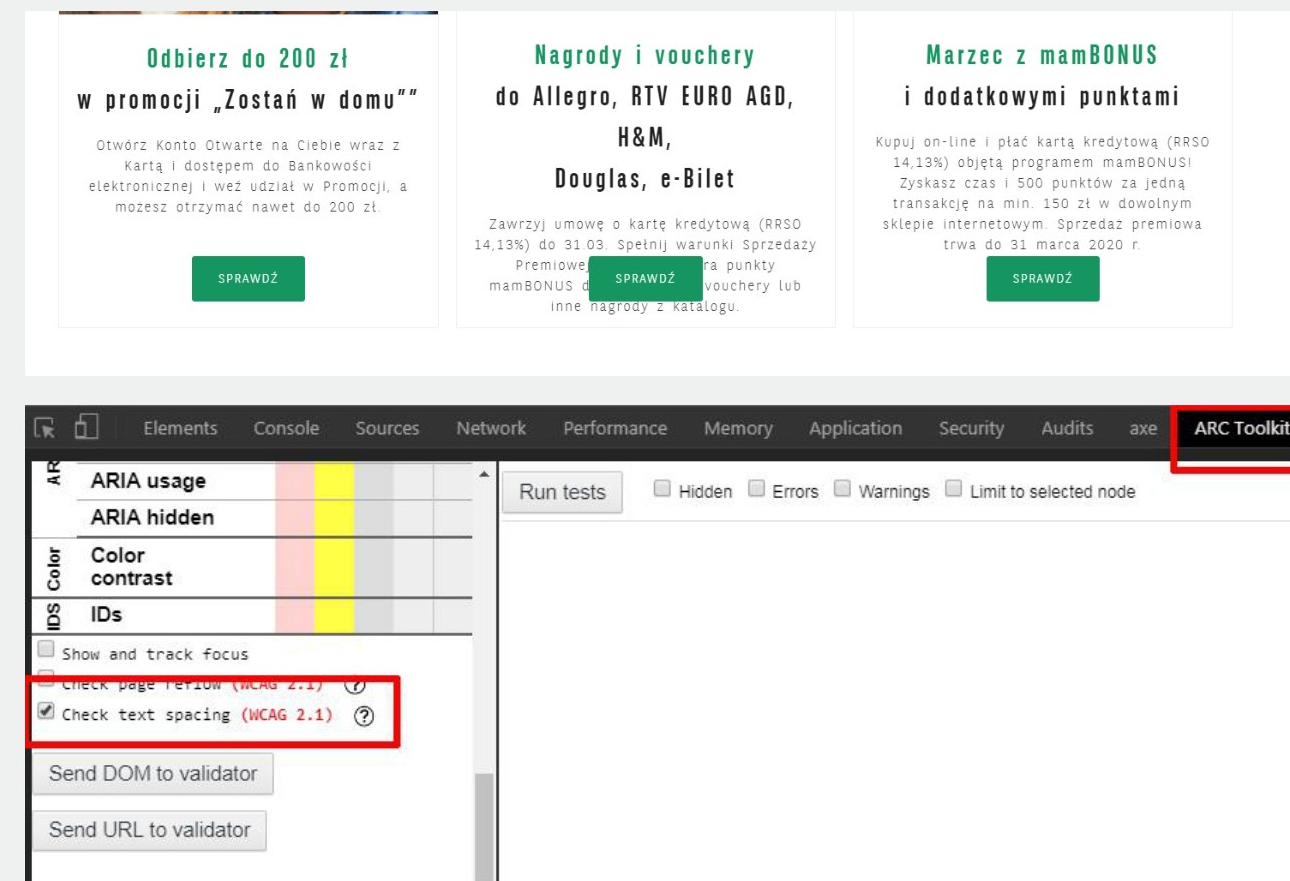 Odbierz do 200 zł
w promocji „Zostań w domu””
Otwórz Konto Otwarte na Ciebie wraz z
Kartą i dostępem do Bankowości
elektronicznej i weź udział w Promocji, a
możesz otrzymać nawet do 200 zł.
SPRAWDŹ
Nagrody i vouchery
do Allegro, RTV EURO AGD,
H&M,
Douglas, e-Bilet
Zawrzyj umowę o kartę kredytową (RRSO
14,13%) do 31.03. Spełnij warunki Sprzedaży
ra punkty
mamBONUS
vouchery lub
inne nagrody z katalogu.
SPRAWDŹ
Marzec z mamBONUS
i dodatkowymi punktami
Kupuj on-line i płać kartą kredytową (RRSO
14,13%) objętą programem mamBONUS!
Zyskasz czas i 500 punktów za jedną
transakcję na min. 150 zł w dowolnym
sklepie internetowym. Sprzedaż premiowa
trwa do 31 marca 2020 r.
SPRAWDŹ
Elements Console Sources Network Performance Memory Application Security Audits axe ARC Toolkit
AR
ARIA usage
ARIA hidden
Color
Color
contrast
IDS
IDs
Show and track focus
Check page reflow (WCAG 2.1)
Check text spacing (WCAG 2.1)
Send DOM to validator
Send URL to validator
Run tests Hidden Errors Warnings Limit to selected node